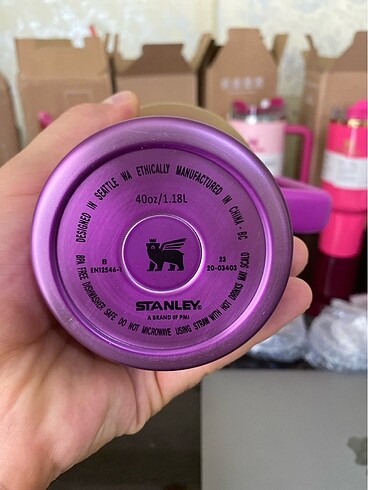 DESIGNED IN SEATTLE WA ETHICALLY MANUFACTURED IN CHINA - BC
40oz/1.18L
B
EN12546-1
23
20-03403
STANLEY®
A BRAND OF PMI
BPA FREE DISHWASHER SAFE DO NOT MICROWAVE USING STRAW WITH HOT DRINKS MAY SCALD